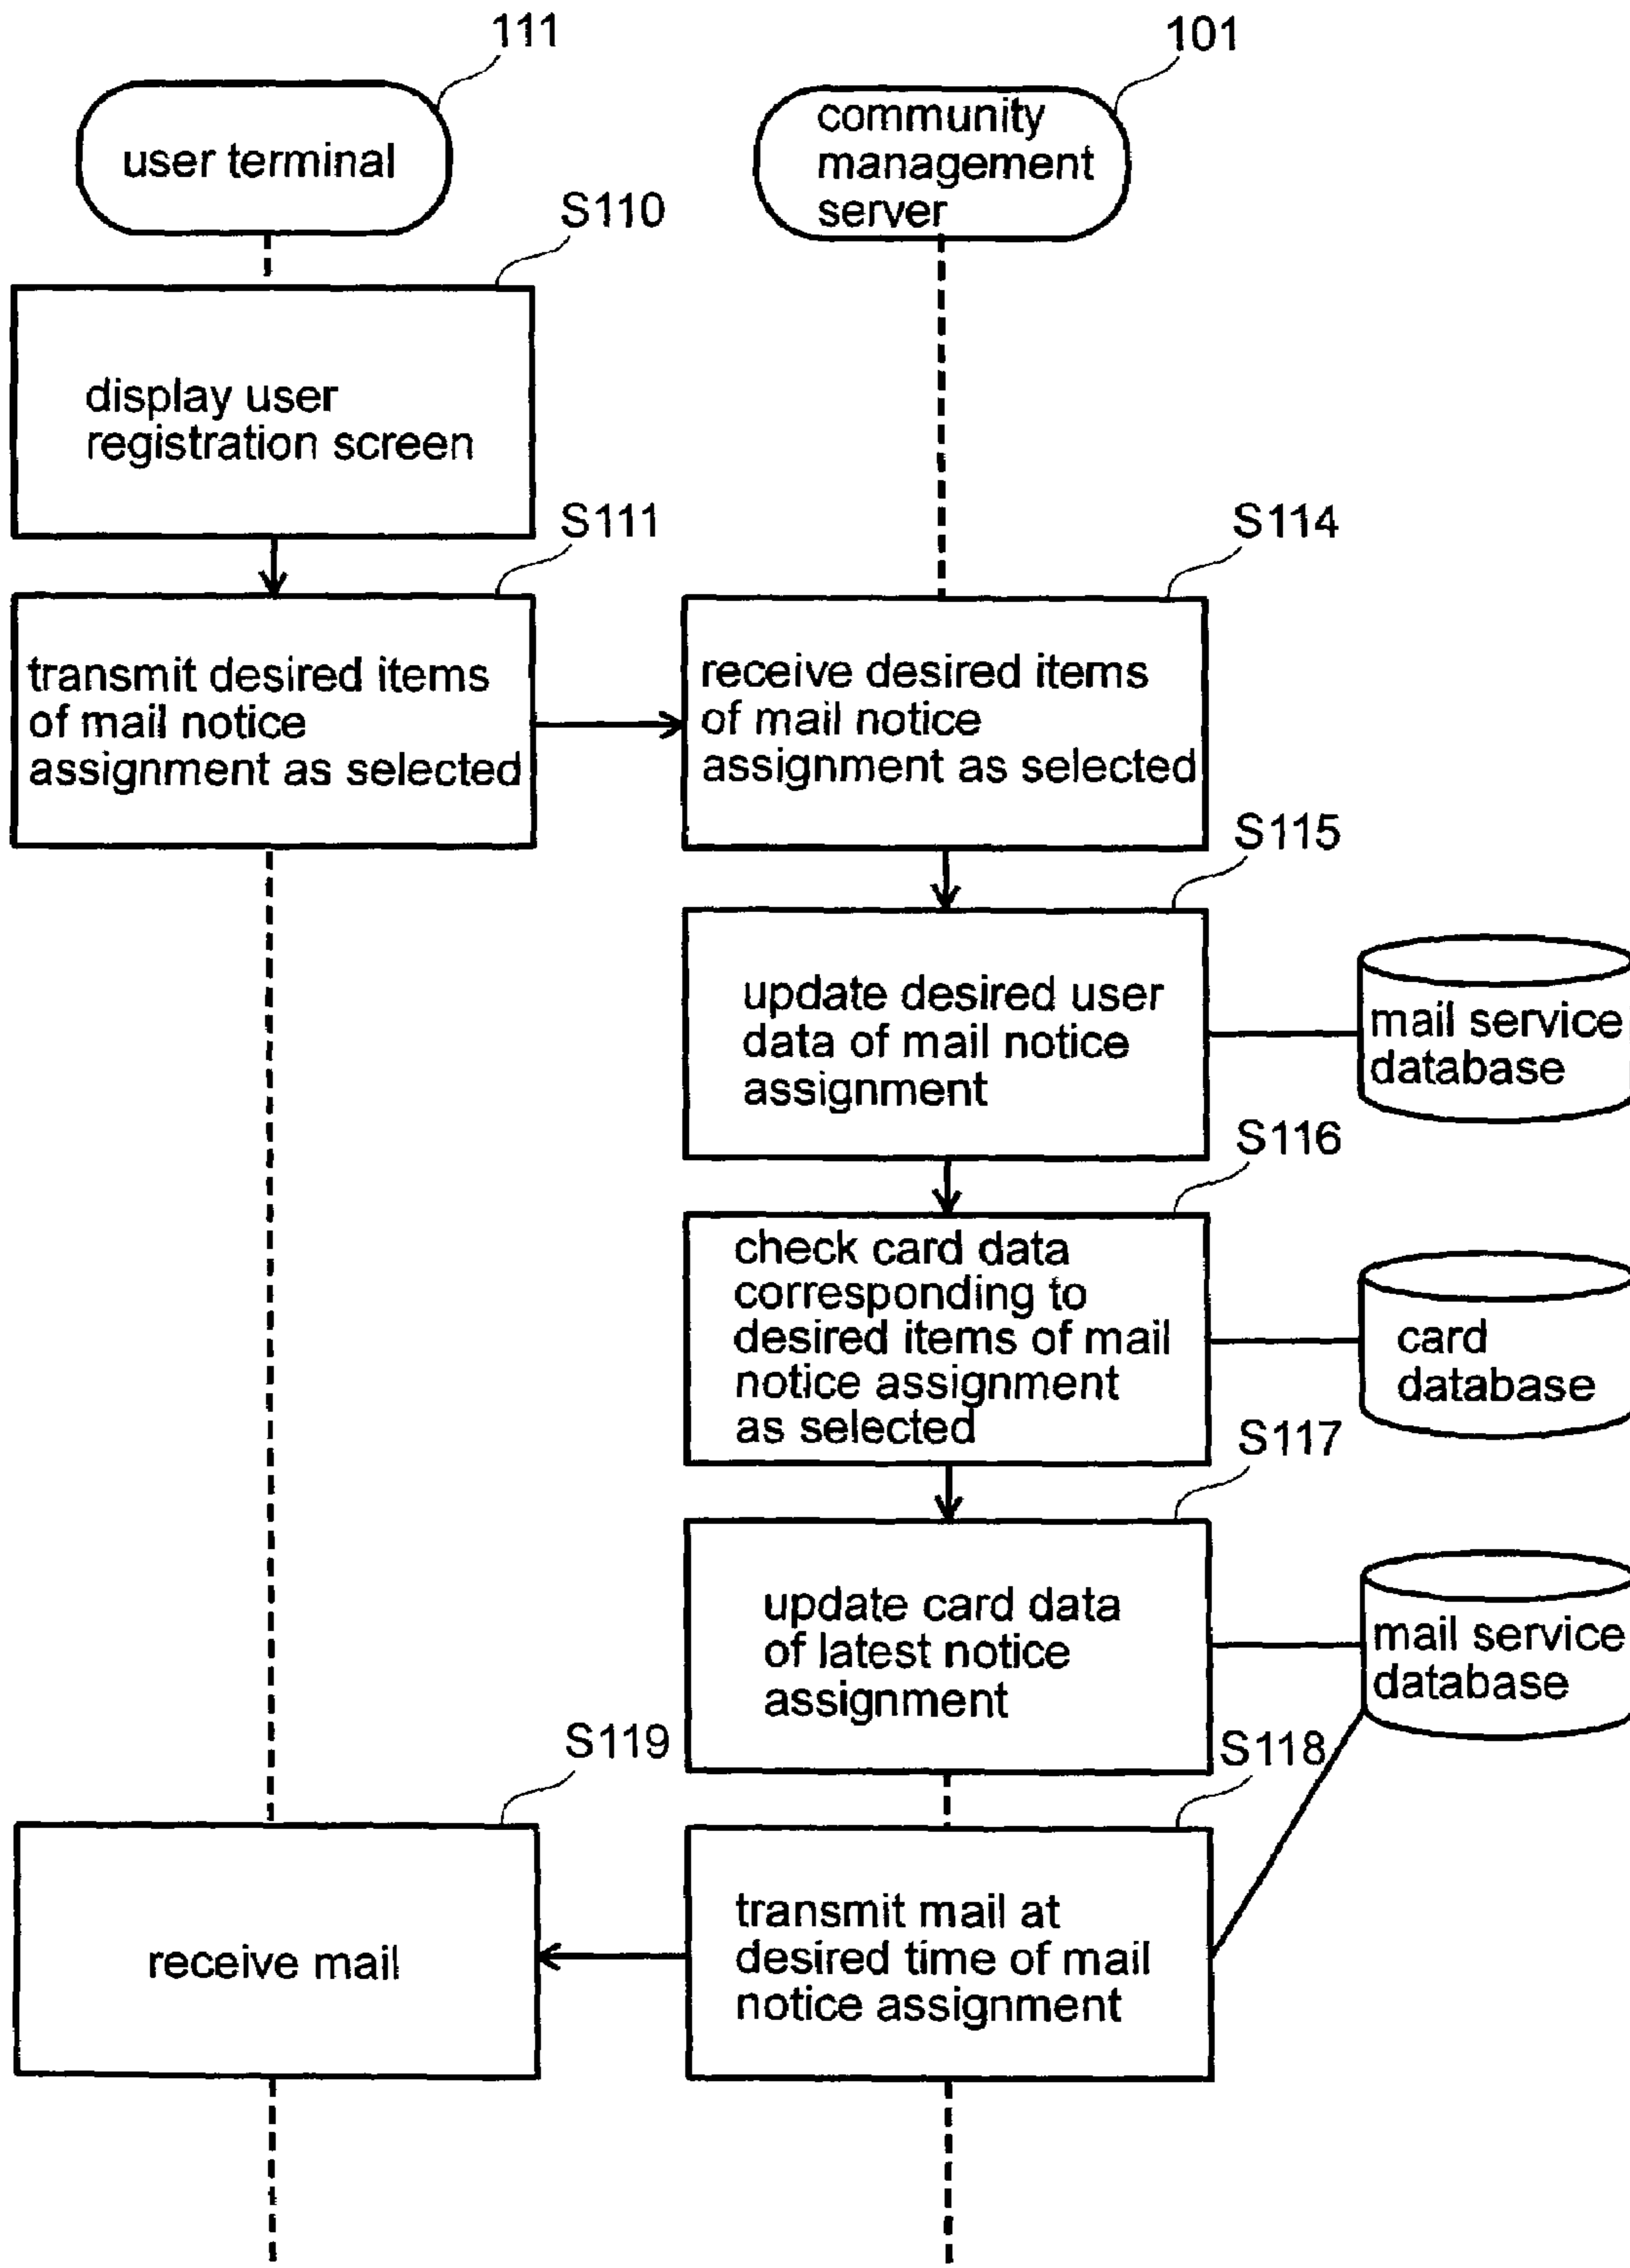 111
101
user terminal
community
management
server
S110
display user
registration screen
S111
S114
transmit desired items
of mail notice
assignment as selected
receive desired items
of mail notice
assignment as selected
S115
update desired user
data of mail notice
assignment
mail service
database
S116
check card data
corresponding to
desired items of mail
notice assignment
as selected
card
database
S117
update card data
of latest notice
assignment
mail service
database
S119
S118
receive mail
transmit mail at
desired time of mail
notice assignment